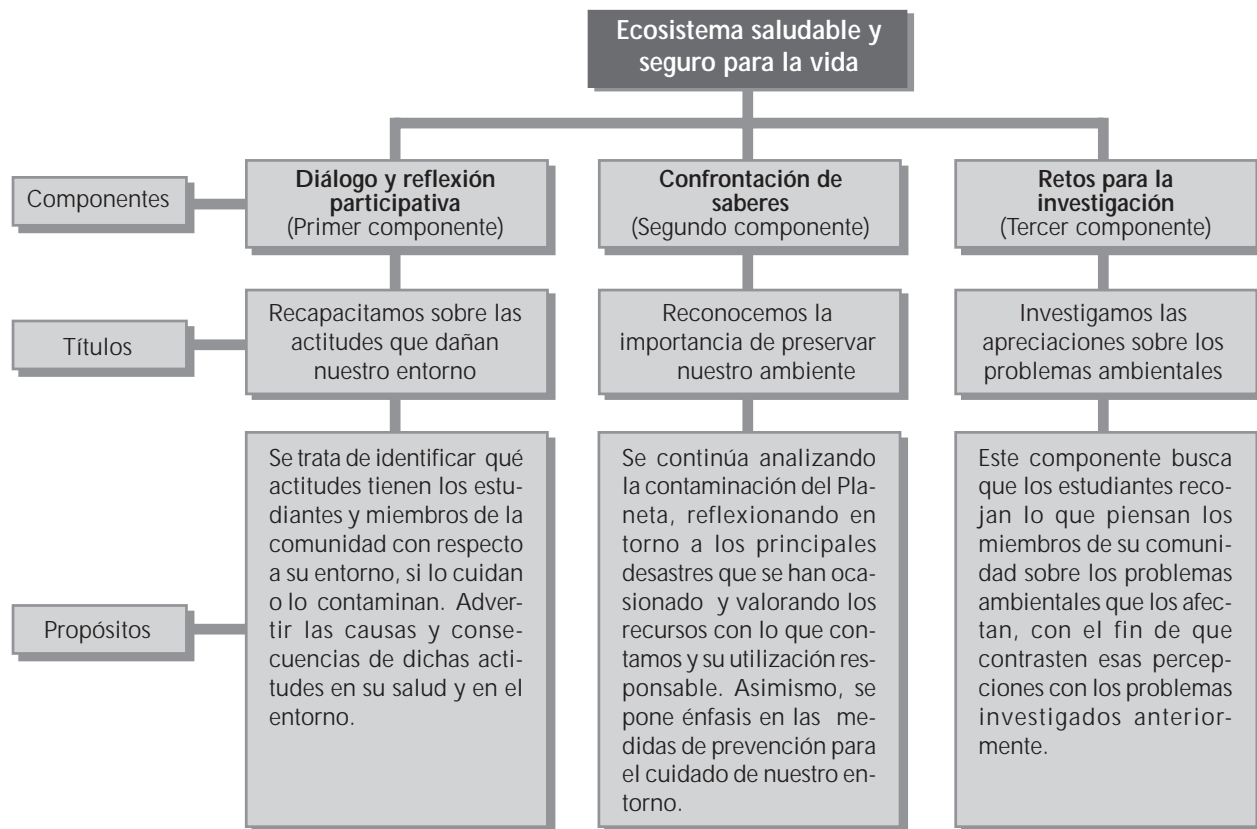 Ecosistema saludable y
seguro para la vida
Componentes
Diálogo y reflexión
participativa
(Primer componente)
Confrontación de
saberes
(Segundo componente)
Retos para la
investigación
(Tercer componente)
Títulos
Recapacitamos sobre las
actitudes que dañan
nuestro entorno
Reconocemos la
importancia de preservar
nuestro ambiente
Investigamos las
apreciaciones sobre los
problemas ambientales
Propósitos
Se trata de identificar qué
actitudes tienen los estu-
diantes y miembros de la
comunidad con respecto
a su entorno, si lo cuidan
o lo contaminan. Adver-
tir las causas y conse-
cuencias de dichas acti-
tudes en su salud y en el
entorno.
Se continúa analizando
la contaminación del Pla-
neta, reflexionando en
torno a los principales
desastres que se han oca-
sionado y valorando los
recursos con lo que con-
tamos y su utilización res-
ponsable. Asimismo, se
pone énfasis en las me-
didas de prevención para
el cuidado de nuestro en-
torno.
Este componente busca
que los estudiantes reco-
jan lo que piensan los
miembros de su comuni-
dad sobre los problemas
ambientales que los afec-
tan, con el fin de que
contrasten esas percep-
ciones con los problemas
investigados anterior-
mente.